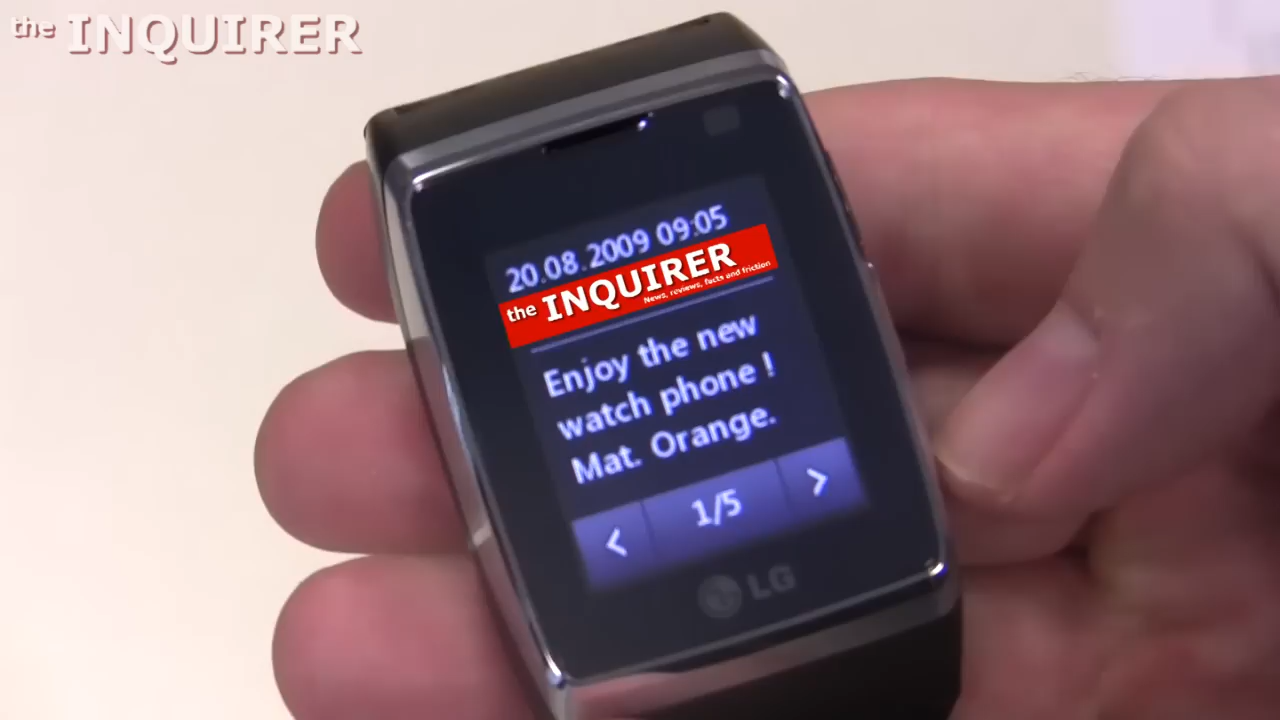 the INQUIRER
20.08.2009 09:05
the INQUIRER
News, reviews, facts and friction
Enjoy the new
watch phone !
Mat. Orange.
< 1/5 >
LG